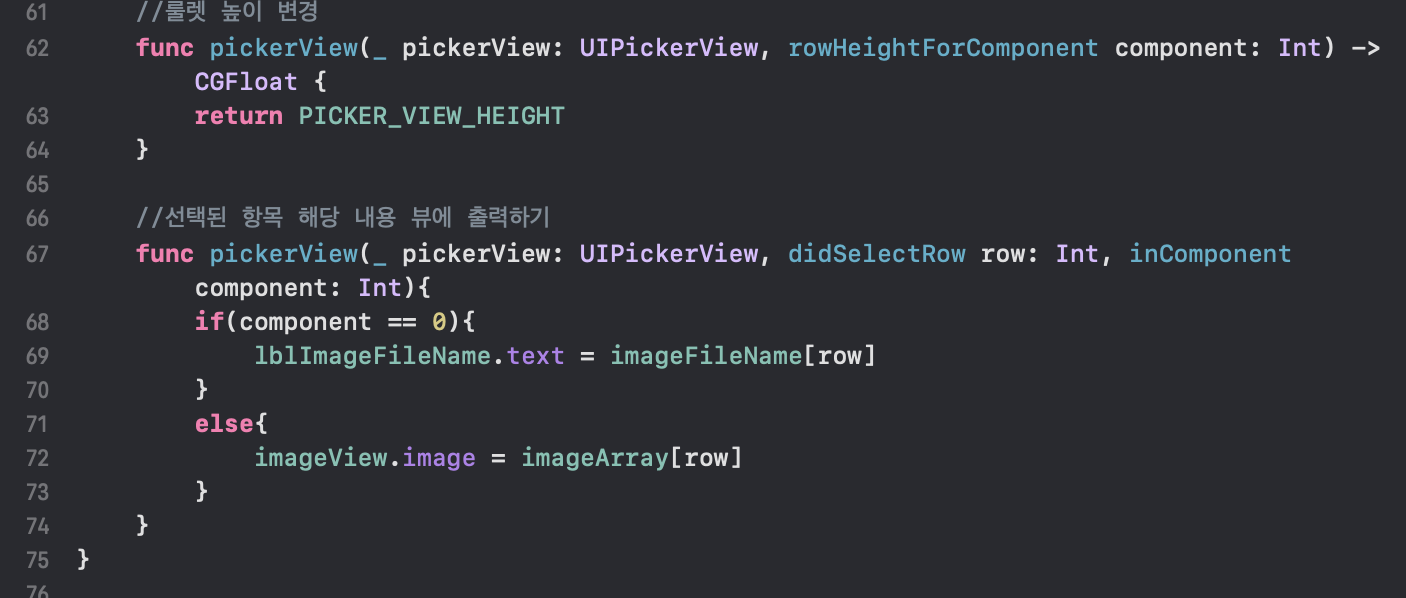 61 //룰렛 높이 변경
62 func pickerView(_ pickerView: UIPickerView, rowHeightForComponent component: Int) ->
CGFloat {
63 return PICKER_VIEW_HEIGHT
64 }
65
66 //선택된 항목 해당 내용 뷰에 출력하기
67 func pickerView(_ pickerView: UIPickerView, didSelectRow row: Int, inComponent
component: Int){
68 if(component == 0){
69 lblImageFileName.text = imageFileName[row]
70 }
71 else{
72 imageView.image = imageArray[row]
73 }
74 }
75 }
76